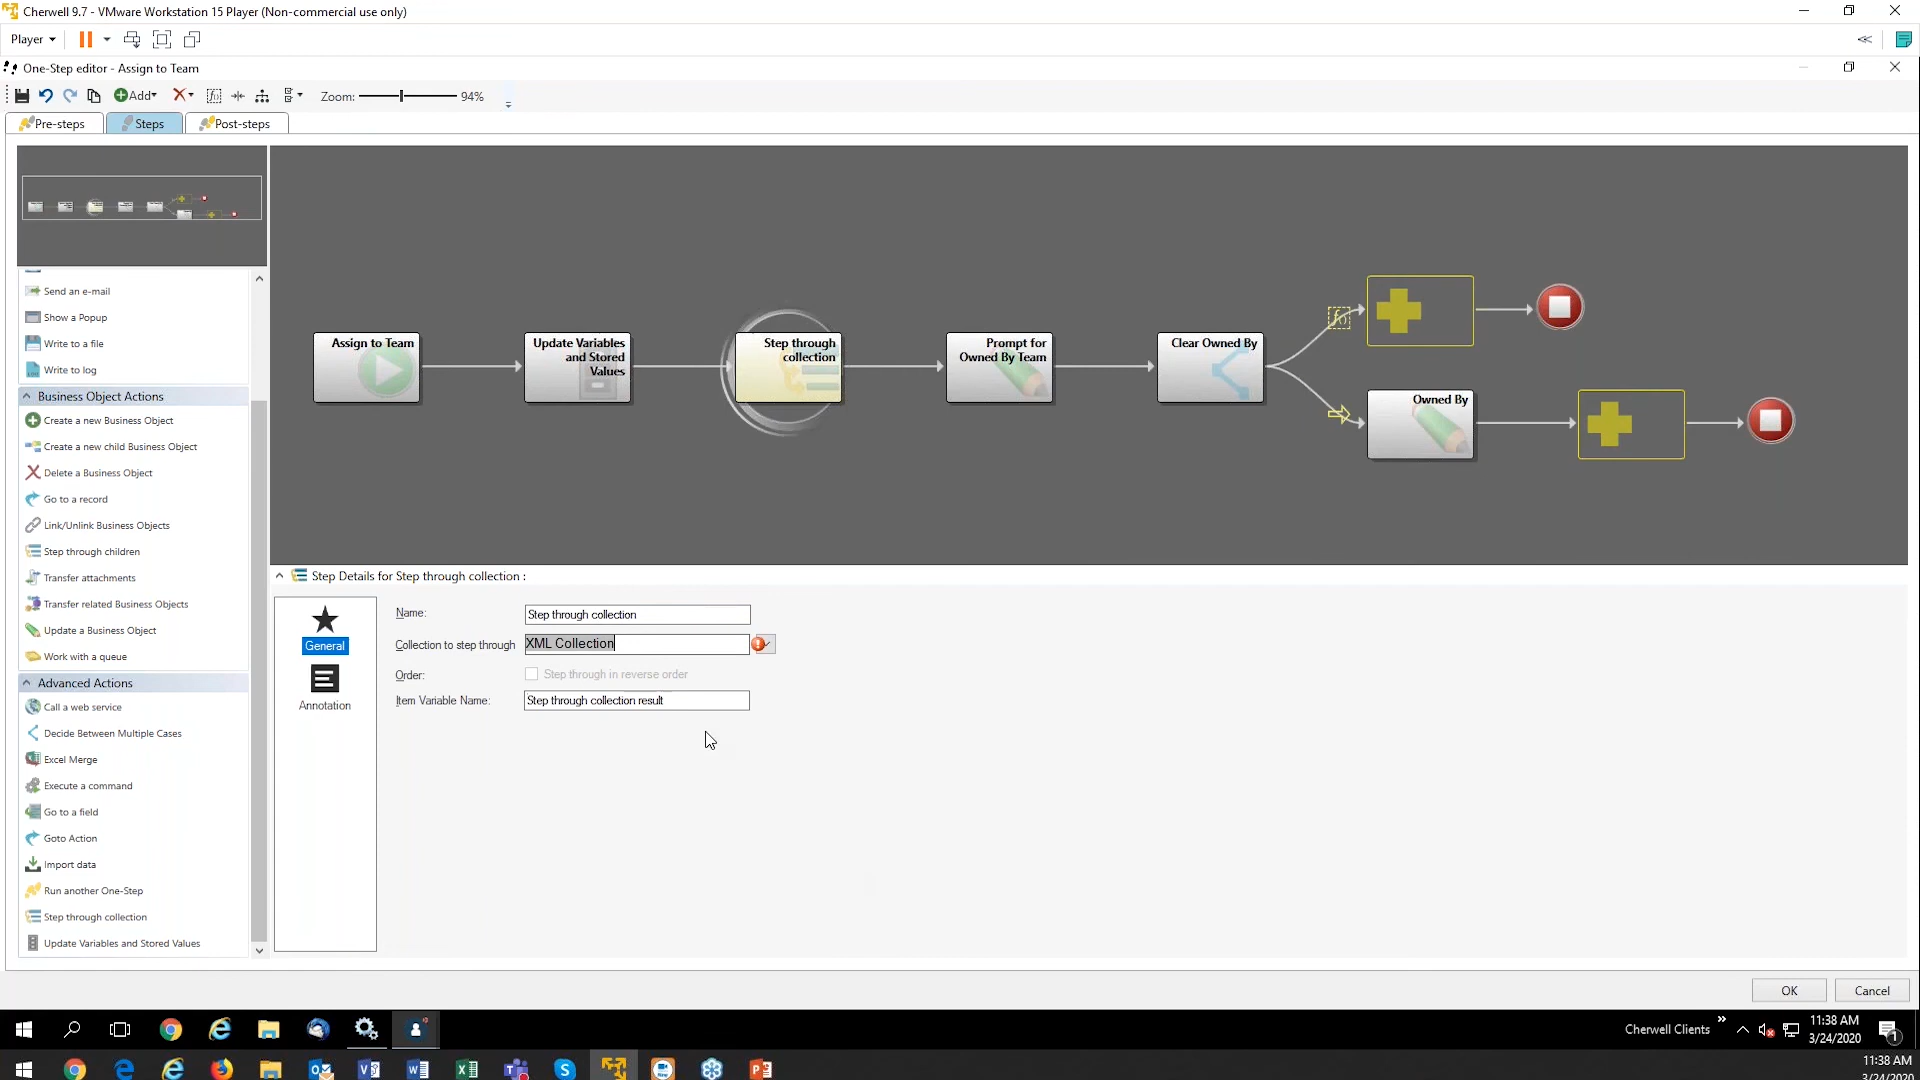 Cherwell 9.7 - VMware Workstation 15 Player (Non-commercial use only)
Player
One-Step editor - Assign to Team
Add
Zoom:
94%
Pre-steps
Steps
Post-steps
Send an e-mail
Show a Popup
Write to a file
Write to log
Business Object Actions
Create a new Business Object
Create a new child Business Object
Delete a Business Object
Go to a record
Link/Unlink Business Objects
Step through children
Transfer attachments
Transfer related Business Objects
Update a Business Object
Work with a queue
Advanced Actions
Call a web service
Decide Between Multiple Cases
Excel Merge
Execute a command
Go to a field
Goto Action
Import data
Run another One-Step
Step through collection
Update Variables and Stored Values
Assign to Team
Update Variables
and Stored
Values
Step through
collection
Prompt for
Owned By Team
Clear Owned By
Owned By
Step Details for Step through collection :
General
Annotation
Name:
Step through collection
Collection to step through
XML Collection
Order:
Step through in reverse order
Item Variable Name:
Step through collection result
OK
Cancel
Cherwell Clients
11:38 AM
3/24/2020
1
11:38 AM
3/24/2020